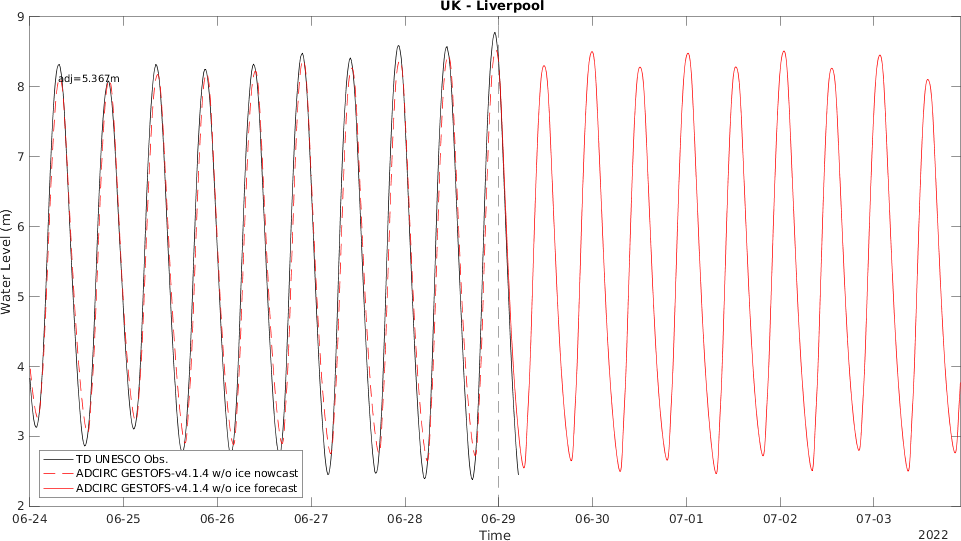 UK - Liverpool
9
adj=5.367m
8
7
6
5
4
3
2
Water Level (m)
TD UNESCO Obs.
ADCIRC GESTOFS-v4.1.4 w/o ice nowcast
ADCIRC GESTOFS-v4.1.4 w/o ice forecast
06-24 06-25 06-26 06-27 06-28 06-29 06-30 07-01 07-02 07-03
Time
2022